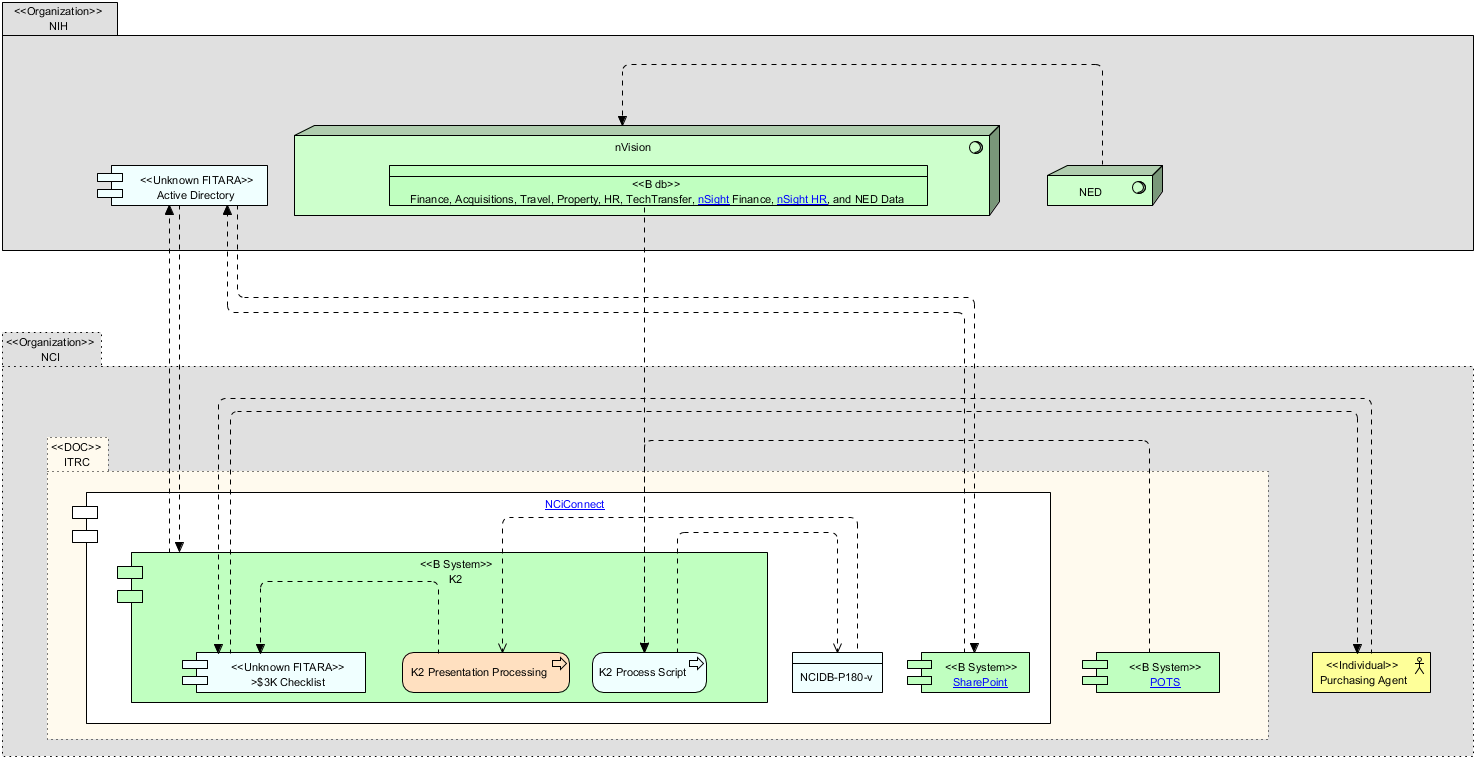 <<Organization>>
NIH
nVision
<<B db>>
Finance, Acquisitions, Travel, Property, HR, TechTransfer, nSight Finance, nSight HR, and NED Data
<<Unknown FITARA>>
Active Directory
NED
<<Organization>>
NCI
<<DOC>>
ITRC
NCiConnect
<<B System>>
K2
<<Unknown FITARA>>
>$3K Checklist
K2 Presentation Processing
K2 Process Script
NCIDB-P180-v
<<B System>>
SharePoint
<<B System>>
POTS
<<Individual>>
Purchasing Agent